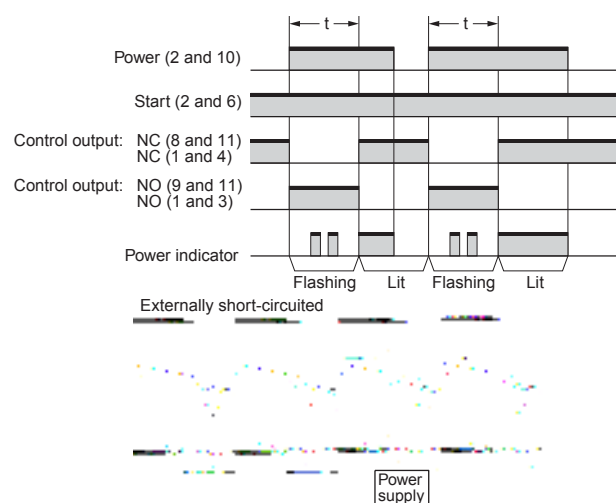 t
t
Power (2 and 10)
Start (2 and 6)
Control output: NC (8 and 11)
NC (1 and 4)
Control output: NO (9 and 11)
NO (1 and 3)
Power indicator
Flashing Lit Flashing Lit
Externally short-circuited
Power
supply